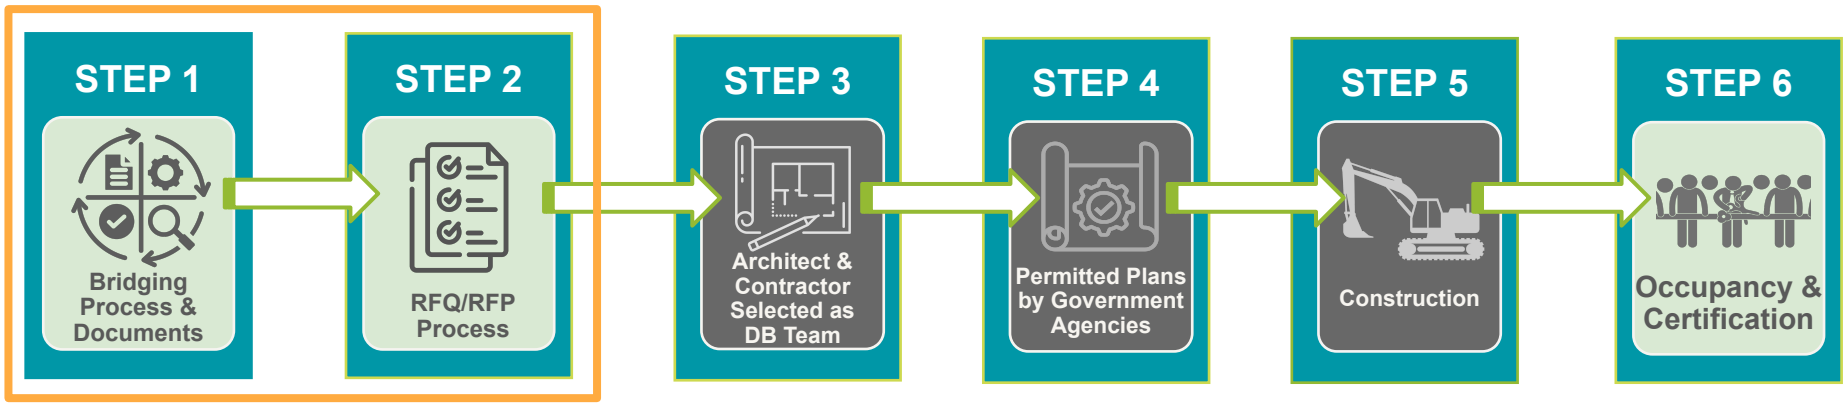 STEP 1
Bridging
Process &
Documents
STEP 2
RFQ/RFP
Process
STEP 3
Architect &
Contractor
Selected as
DB Team
STEP 4
Permitted Plans
by Government
Agencies
STEP 5
Construction
STEP 6
Occupancy &
Certification